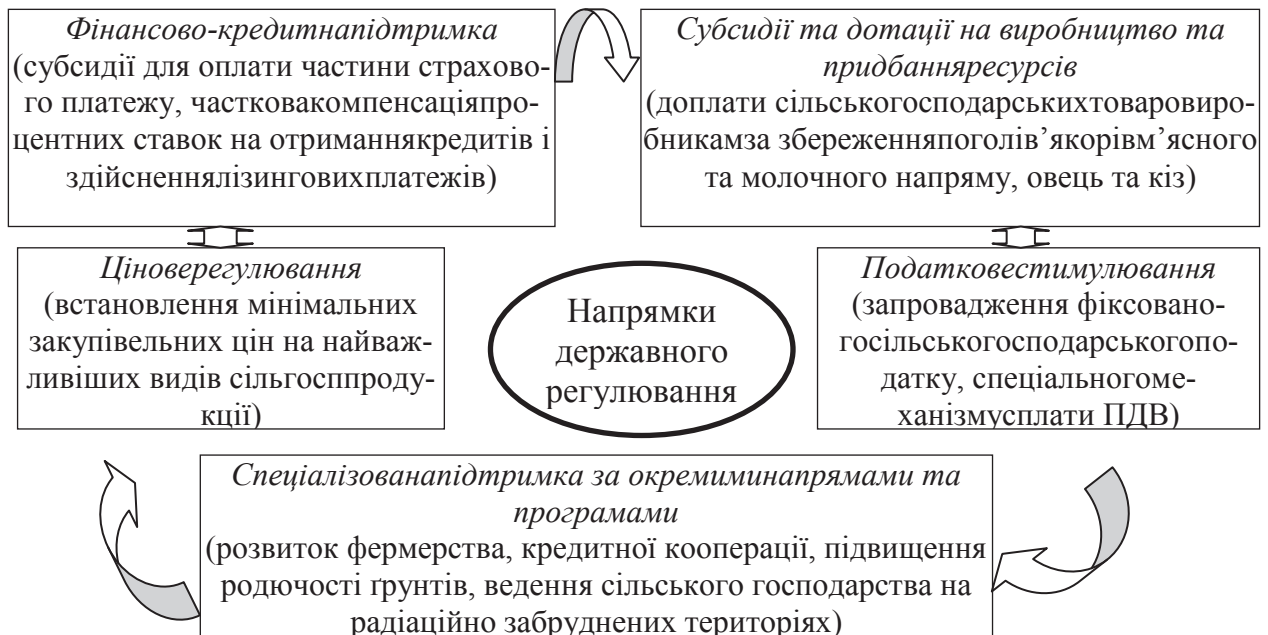 Фінансово-кредитнапідтримка
(субсидії для оплати частини страхово-
го платежу, частковакомпенсаціяпро-
центних ставок на отриманнякредитів і
здійсненнялізинговихплатежів)
Субсидії та дотації на виробництво та
придбанняресурсів
(доплати сільськогосподарськихтоваровиро-
бникамза збереженняпоголів’якорівм’ясного
та молочного напряму, овець та кіз)
Ціноверегулювання
(встановлення мінімальних
закупівельних цін на найваж-
ливіших видів сільгосппроду-
кції)
Напрямки
державного
регулювання
Податковестимулювання
(запровадження фіксовано-
госільськогосподарськогопо-
датку, спеціальногоме-
ханізмусплати ПДВ)
Спеціалізованапідтримка за окремиминапрямами та
програмами
(розвиток фермерства, кредитної кооперації, підвищення
родючості ґрунтів, ведення сільського господарства на
радіаційно забруднених територіях)